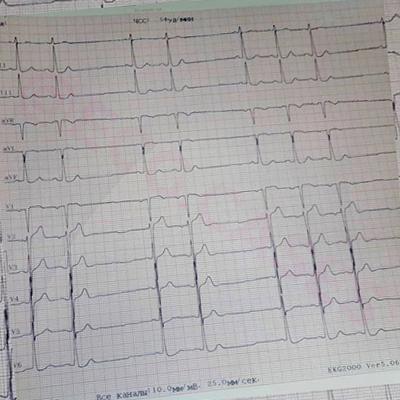 ЧСС: 54уд/мин
III
aVR
aVL
aVF
V1
V2
V3
V4
V5
V6
Все каналы:10.0мм/мВ. 25.0мм/сек.
EKG2000 Ver5.06